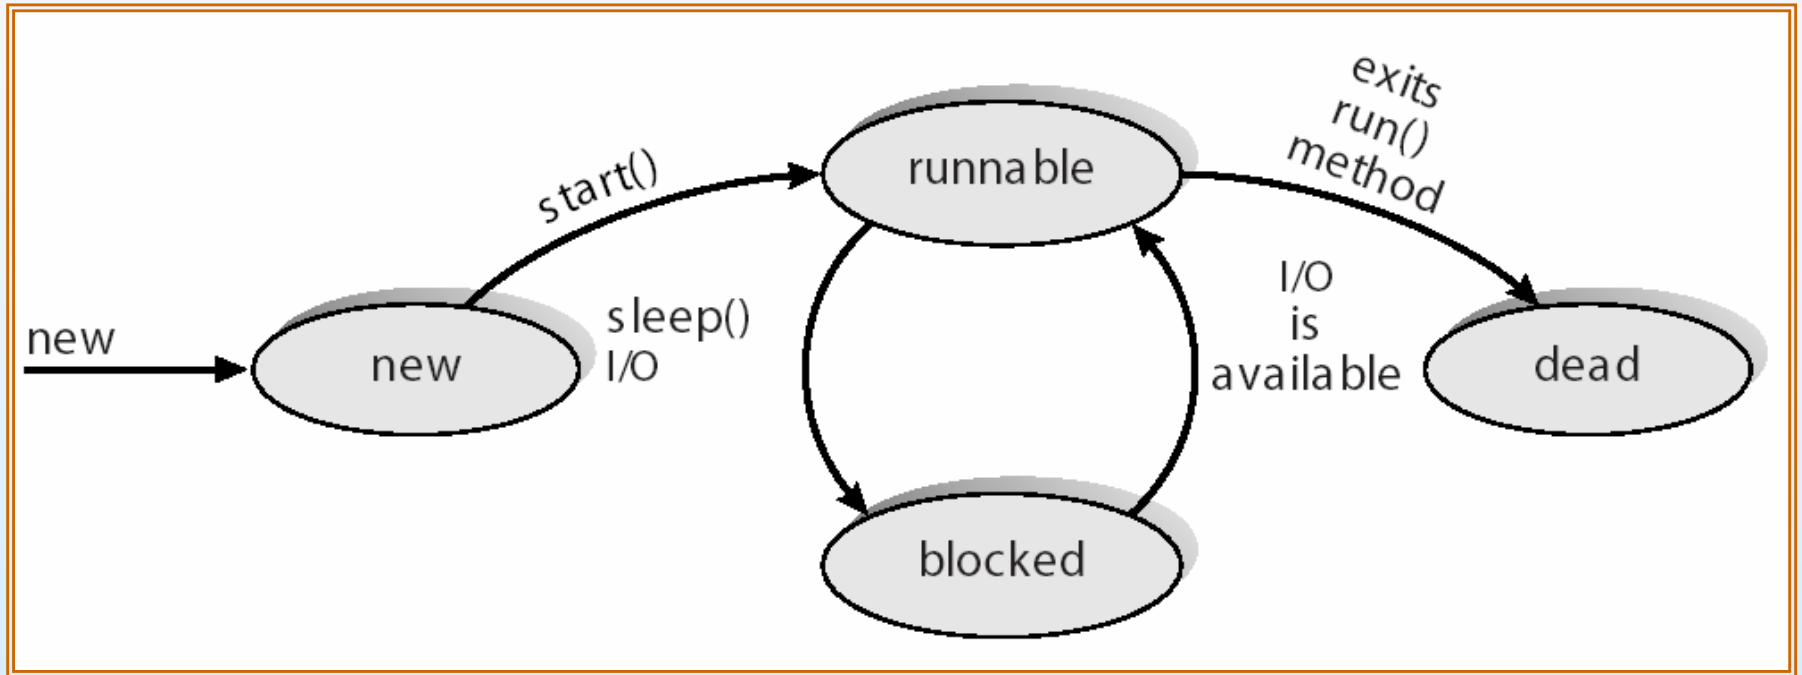 new
new
start()
sleep()
I/O
runnable
blocked
I/O
is
available
exits
run()
method
dead